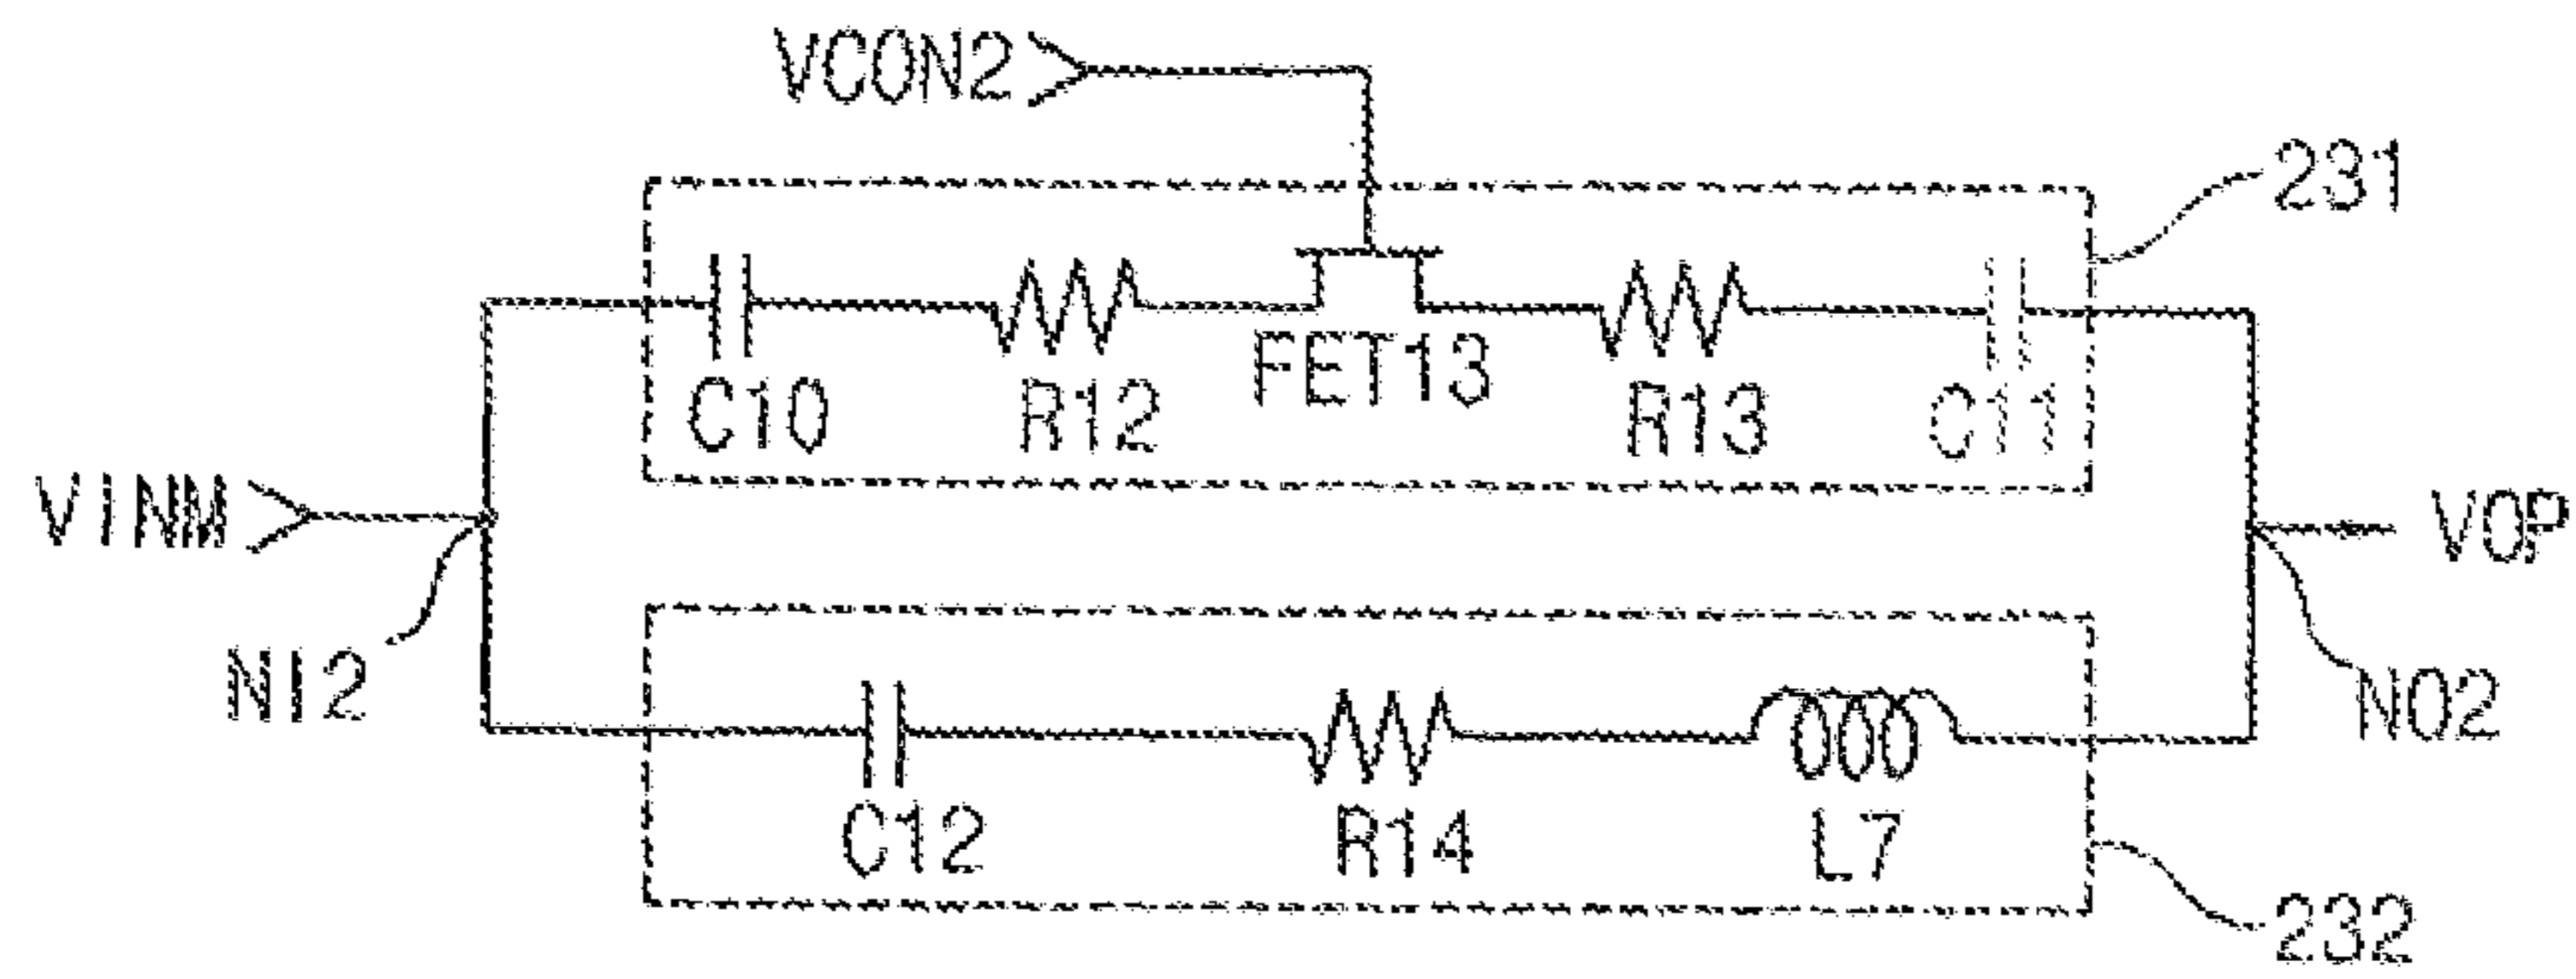 VCON2
231
FET13
C10 R12 R13 C11
VINM
VOP
NI2
NO2
C12 R14 L7
232